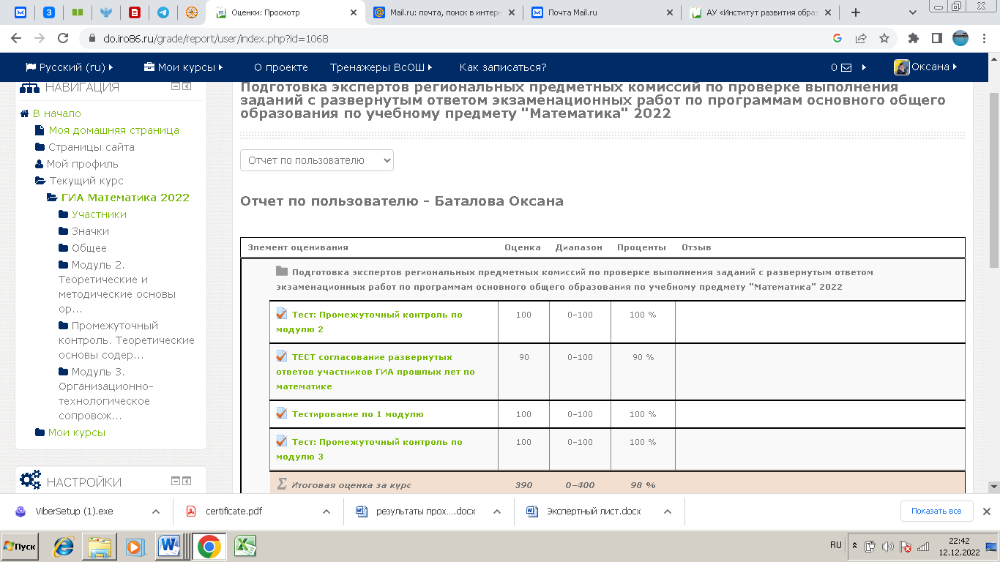 Оценки: Просмотр
Mail.ru: почта, поиск в интерн
Почта Mail.ru
АУ «Институт развития обра
do.iro86.ru/grade/report/user/index.php?id=1068
Русский (ru)
Мои курсы
О проекте
Тренажеры ВсОШ
Как записаться?
0
Оксана
НАВИГАЦИЯ
В начало
Моя домашняя страница
Страницы сайта
Мой профиль
Текущий курс
ГИА Математика 2022
Участники
Значки
Общее
Модуль 2.
Теоретические и
методические основы
ор...
Промежуточный
контроль. Теоретические
основы содер...
Модуль 3.
Организационно-
технологическое
сопровож...
Мои курсы
НАСТРОЙКИ
Подготовка экспертов региональных предметных комиссий по проверке выполнения
заданий с развернутым ответом экзаменационных работ по программам основного общего
образования по учебному предмету "Математика" 2022
Отчет по пользователю
Отчет по пользователю - Баталова Оксана
Элемент оценивания Оценка Диапазон Проценты Отзыв
Подготовка экспертов региональных предметных комиссий по проверке выполнения заданий с развернутым ответом
экзаменационных работ по программам основного общего образования по учебному предмету "Математика" 2022
Тест: Промежуточный контроль по 100 0–100 100 %
модулю 2
ТЕСТ согласование развернутых 90 0–100 90 %
ответов участников ГИА прошлых лет по
математике
Тестирование по 1 модулю 100 0–100 100 %
Тест: Промежуточный контроль по 100 0–100 100 %
модулю 3
Σ Итоговая оценка за курс 390 0–400 98 %
ViberSetup (1).exe
certificate.pdf
результаты прох....docx
Экспертный лист.docx
Показать все
Пуск
RU
22:42
12.12.2022